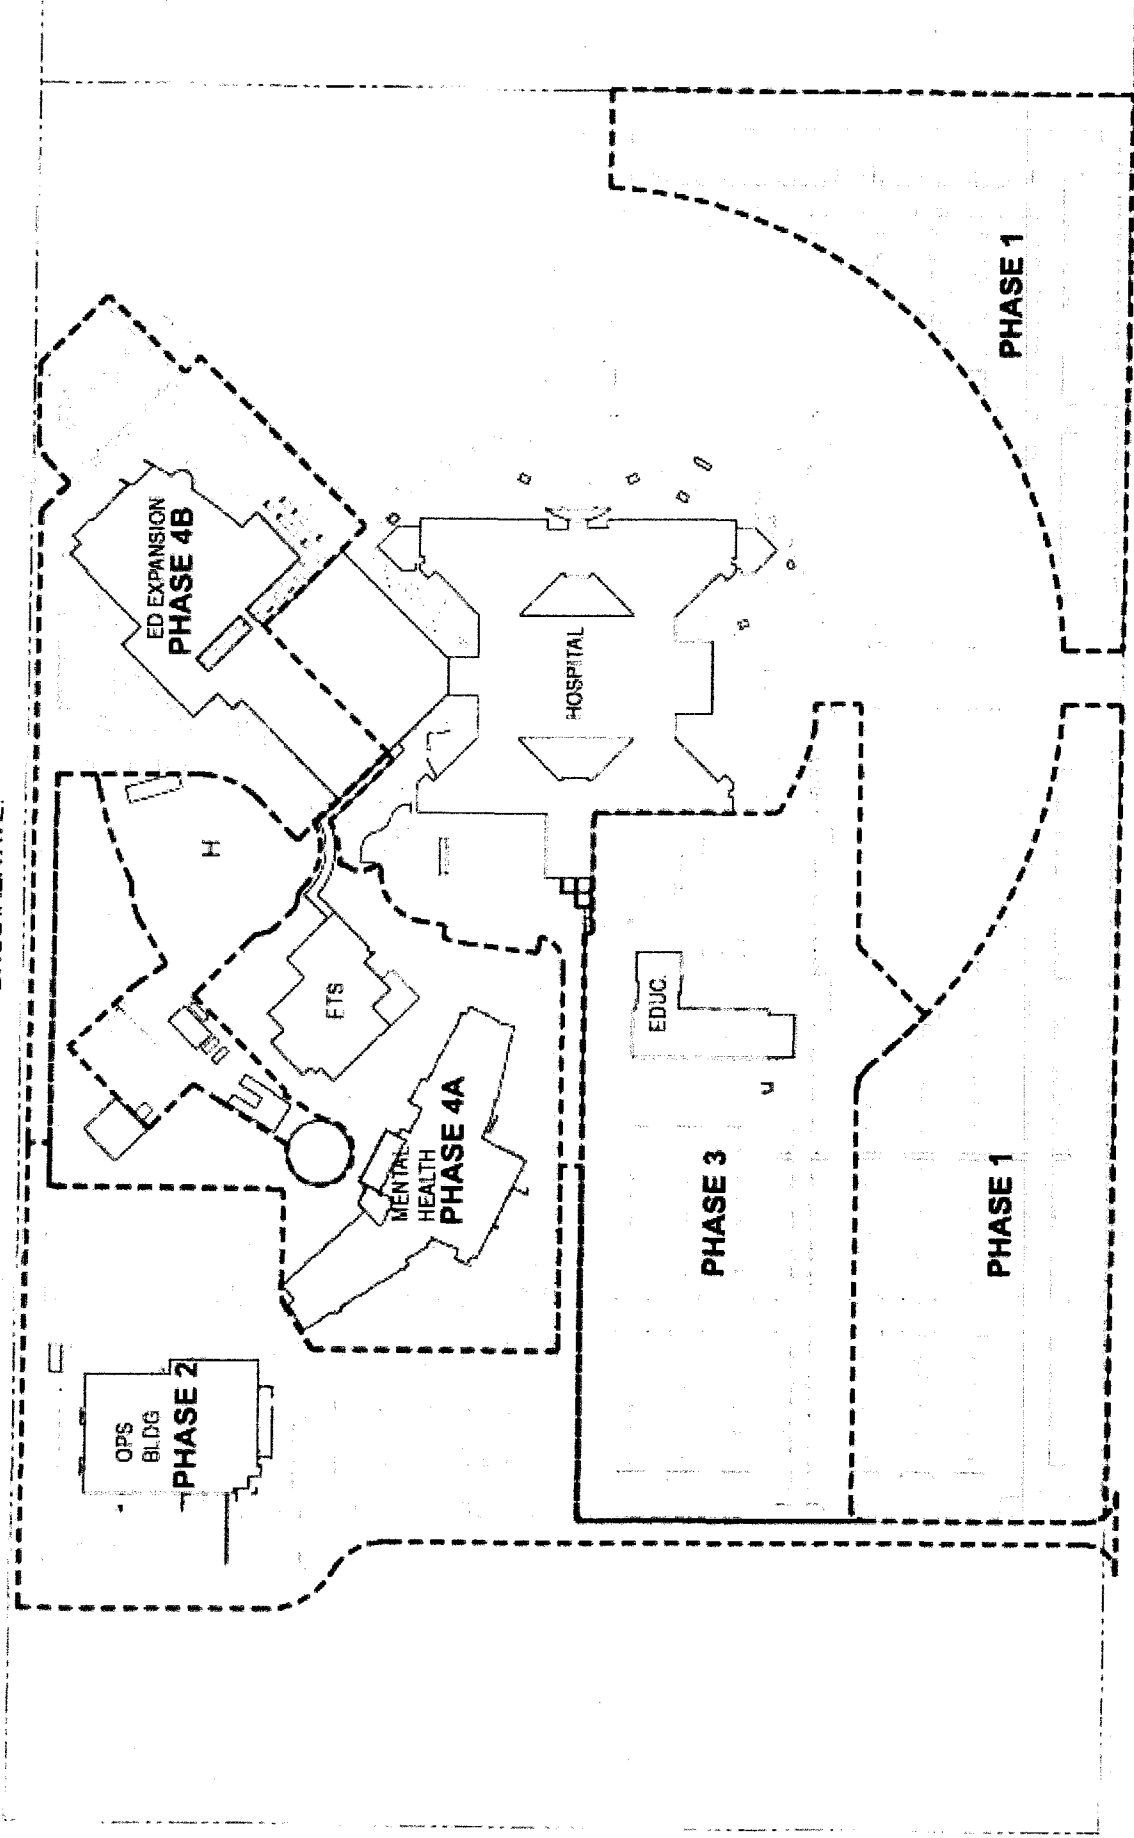 ED EXPANSION
PHASE 4B
H
HOSPITAL
PHASE 1
FTS
EDUC.
MENTAL
HEALTH
PHASE 4A
PHASE 3
PHASE 1
OPS
BLDG
PHASE 2